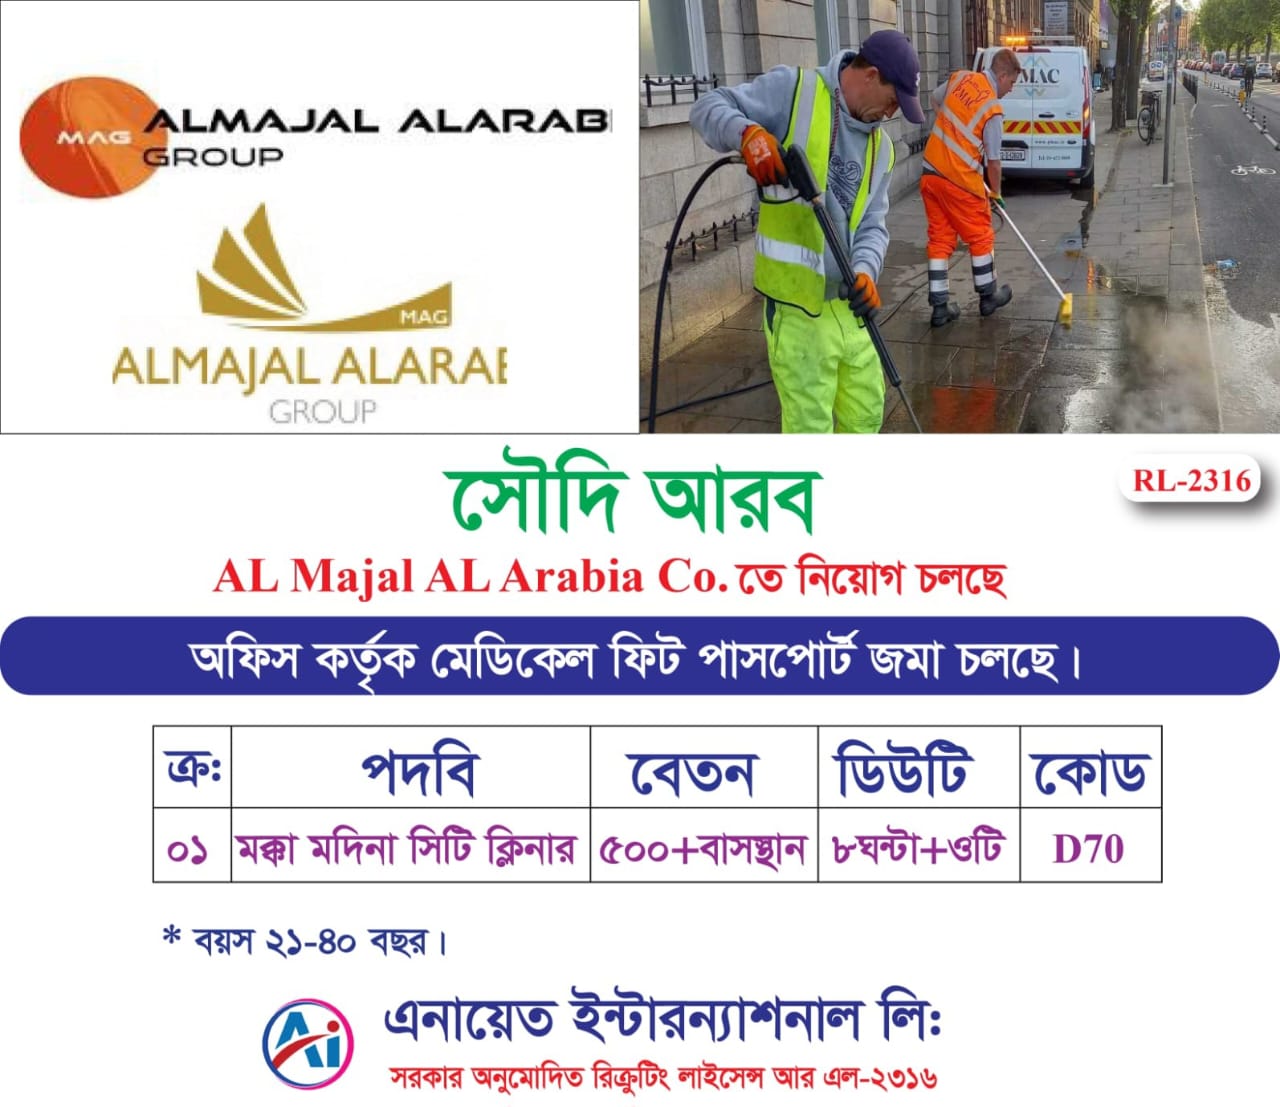 MAG ALMAJAL ALARAB
GROUP
MAG
ALMAJAL ALARAB
GROUP
সৌদি আরব
RL-2316
AL Majal AL Arabia Co. তে নিয়োগ চলছে
অফিস কর্তৃক মেডিকেল ফিট পাসপোর্ট জমা চলছে।
ক্র: পদবি বেতন ডিউটি কোড
০১ মক্কা মদিনা সিটি ক্লিনার ৫০০+বাসস্থান ৮ঘন্টা+ওটি D70
* বয়স ২১-৪০ বছর।
Ai এনায়েত ইন্টারন্যাশনাল লি:
সরকার অনুমোদিত রিক্রুটিং লাইসেন্স আর এল-২৩১৬